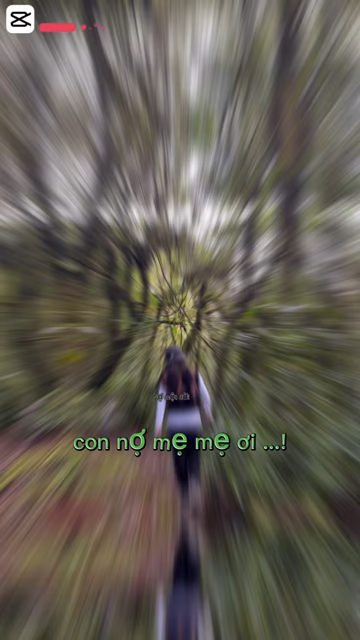 con nợ mẹ mẹ ơi ...!